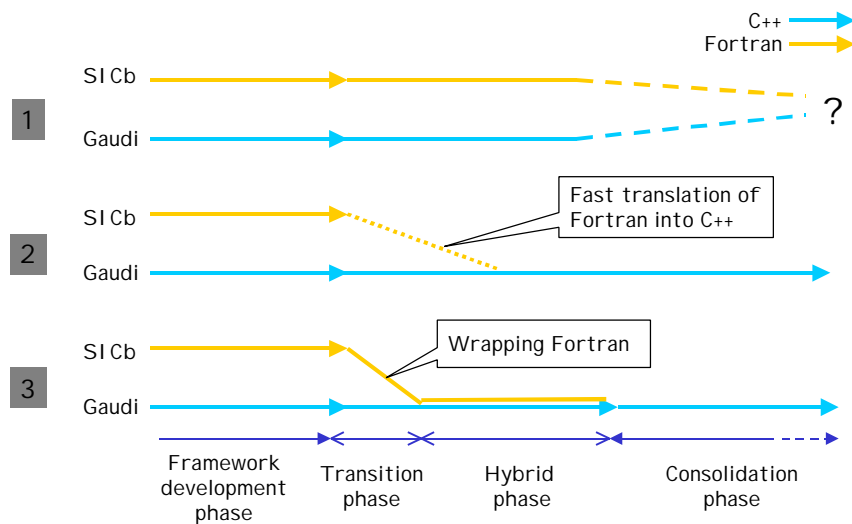 C++
Fortran
SICb
1
?
Gaudi
SICb
Fast translation of
Fortran into C++
2
Gaudi
SICb
Wrapping Fortran
3
Gaudi
Framework
development
phase
Transition
phase
Hybrid
phase
Consolidation
phase